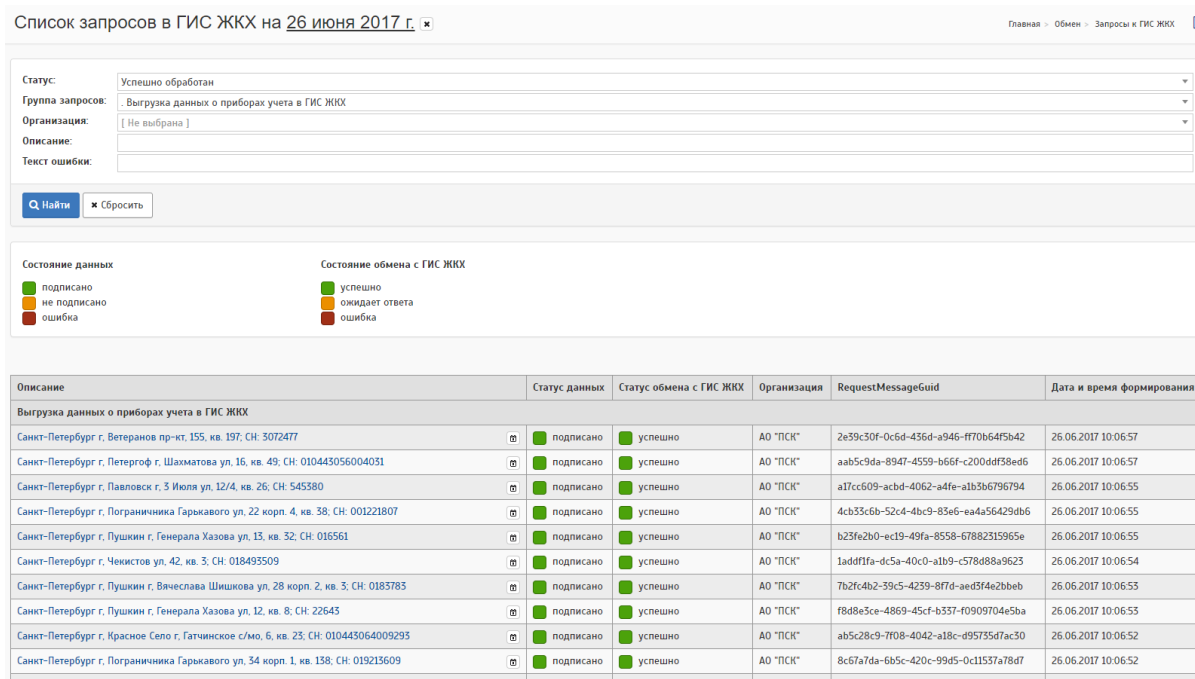 Список запросов в ГИС ЖКХ на 26 июня 2017 г.
Главная > Обмен > Запросы к ГИС ЖКХ
Статус: Успешно обработан
Группа запросов: . Выгрузка данных о приборах учета в ГИС ЖКХ
Организация: [ Не выбрана ]
Описание:
Текст ошибки:
Найти Сбросить
Состояние данных Состояние обмена с ГИС ЖКХ
подписано успешно
не подписано ожидает ответа
ошибка ошибка
Описание Статус данных Статус обмена с ГИС ЖКХ Организация RequestMessageGuid Дата и время формирования
Выгрузка данных о приборах учета в ГИС ЖКХ
Санкт-Петербург г, Ветеранов пр-кт, 155, кв. 197; СН: 3072477 подписано успешно АО "ПСК" 2e39c30f-0c6d-436d-a946-ff70b64f5b42 26.06.2017 10:06:57
Санкт-Петербург г, Петергоф г, Шахматова ул, 16, кв. 49; СН: 010443056004031 подписано успешно АО "ПСК" aab5c9da-8947-4559-b66f-c200ddf38ed6 26.06.2017 10:06:57
Санкт-Петербург г, Павловск г, 3 Июля ул, 12/4, кв. 26; СН: 545380 подписано успешно АО "ПСК" a17cc609-acbd-4062-a4fe-a1b3b6796794 26.06.2017 10:06:55
Санкт-Петербург г, Пограничника Гарькавого ул, 22 корп. 4, кв. 38; СН: 001221807 подписано успешно АО "ПСК" 4cb33c6b-52c4-4bc9-83e6-ea4a56429db6 26.06.2017 10:06:55
Санкт-Петербург г, Пушкин г, Генерала Хазова ул, 13, кв. 32; СН: 016561 подписано успешно АО "ПСК" b23fe2b0-ec19-49fa-8558-67882315965e 26.06.2017 10:06:55
Санкт-Петербург г, Чекистов ул, 42, кв. 3; СН: 018493509 подписано успешно АО "ПСК" 1addf1fa-dc5a-40c0-a1b9-c578d88a9623 26.06.2017 10:06:54
Санкт-Петербург г, Пушкин г, Вячеслава Шишкова ул, 28 корп. 2, кв. 3; СН: 0183783 подписано успешно АО "ПСК" 7b2fc4b2-39c5-4239-8f7d-aed3f4e2bbeb 26.06.2017 10:06:53
Санкт-Петербург г, Пушкин г, Генерала Хазова ул, 12, кв. 8; СН: 22643 подписано успешно АО "ПСК" f8d8e3ce-4869-45cf-b337-f0909704e5ba 26.06.2017 10:06:53
Санкт-Петербург г, Красное Село г, Гатчинское с/мо, 6, кв. 23; СН: 010443064009293 подписано успешно АО "ПСК" ab5c28c9-7f08-4042-a18c-d95735d7ac30 26.06.2017 10:06:52
Санкт-Петербург г, Пограничника Гарькавого ул, 34 корп. 1, кв. 138; СН: 019213609 подписано успешно АО "ПСК" 8c67a7da-6b5c-420c-99d5-0c11537a78d7 26.06.2017 10:06:52